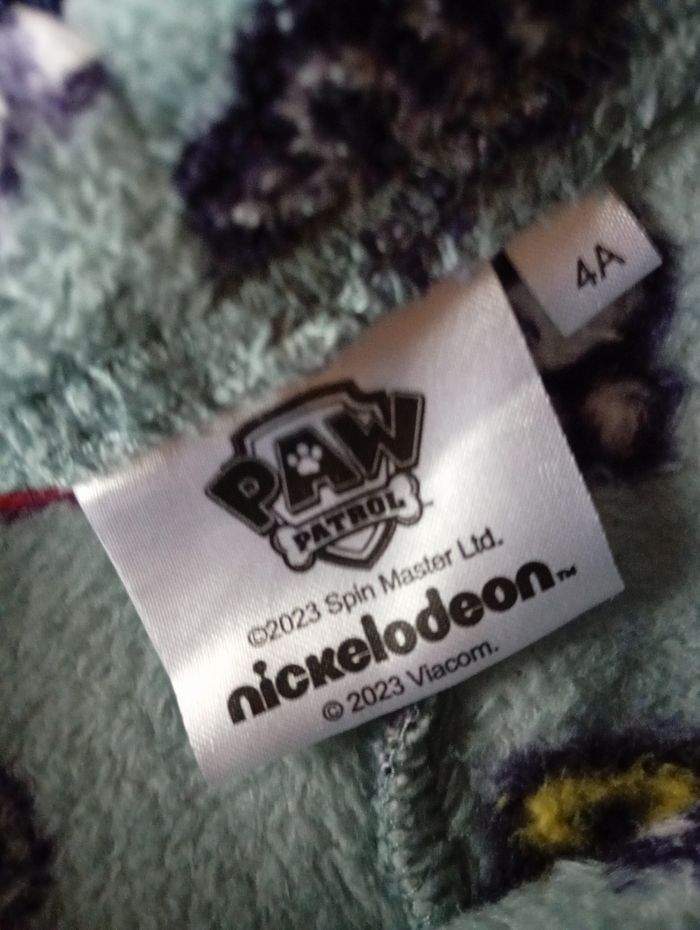 4A
PAW
PATROL
©2023 Spin Master Ltd.
nickelodeon™
© 2023 Viacom.